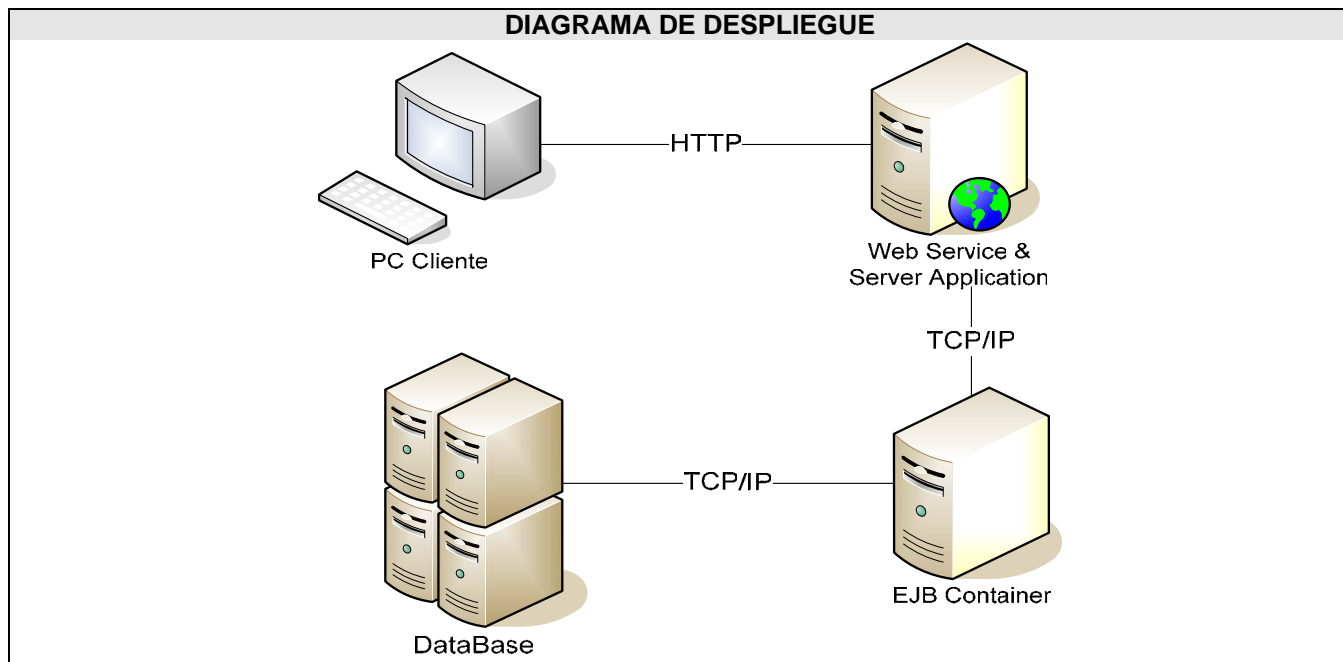 DIAGRAMA DE DESPLIEGUE
HTTP
PC Cliente
Web Service &
Server Application
TCP/IP
TCP/IP
EJB Container
DataBase